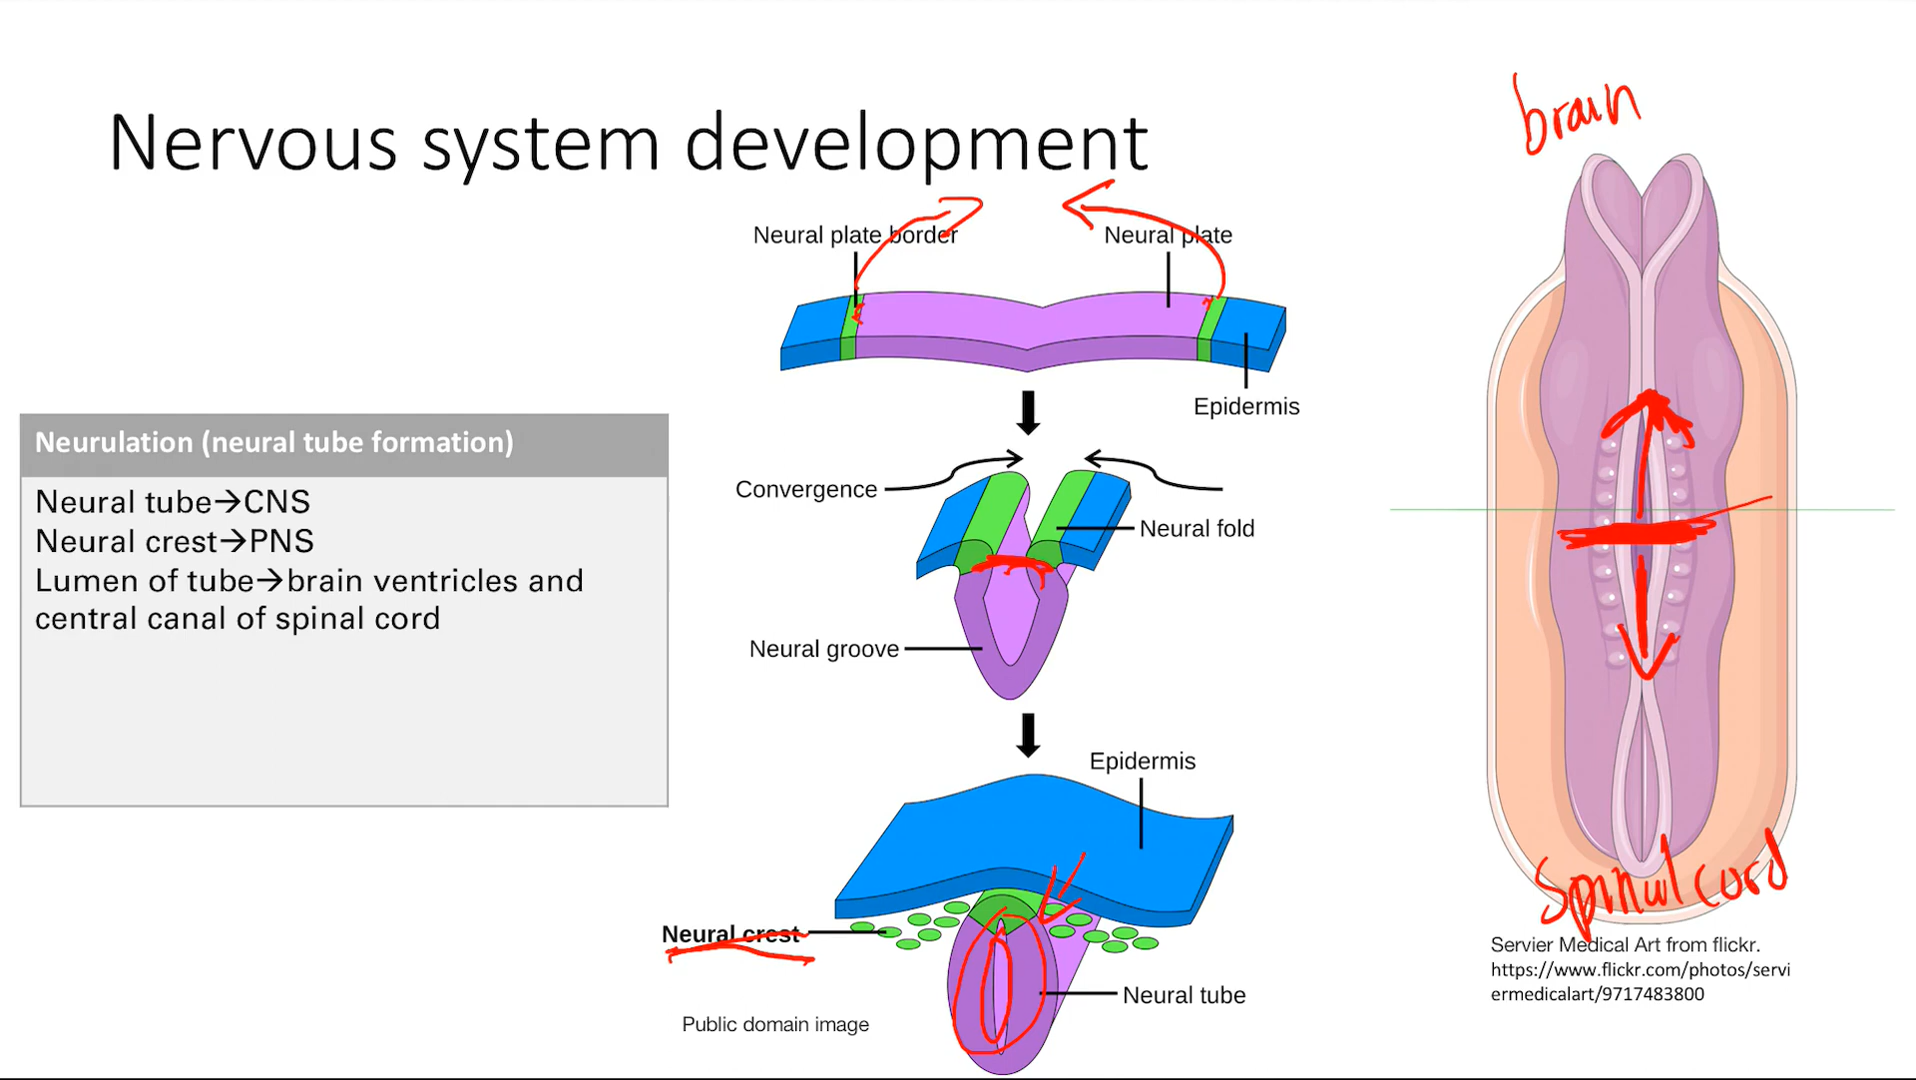 Nervous system development
brain
Neural plate border
Neural plate
Epidermis
Neurulation (neural tube formation)
Neural tube→CNS
Neural crest→PNS
Lumen of tube→brain ventricles and
central canal of spinal cord
Convergence
Neural fold
Neural groove
Epidermis
Neural crest
Neural tube
Public domain image
spinal cord
Servier Medical Art from flickr.
https://www.flickr.com/photos/servi
ermedicalart/9717483800